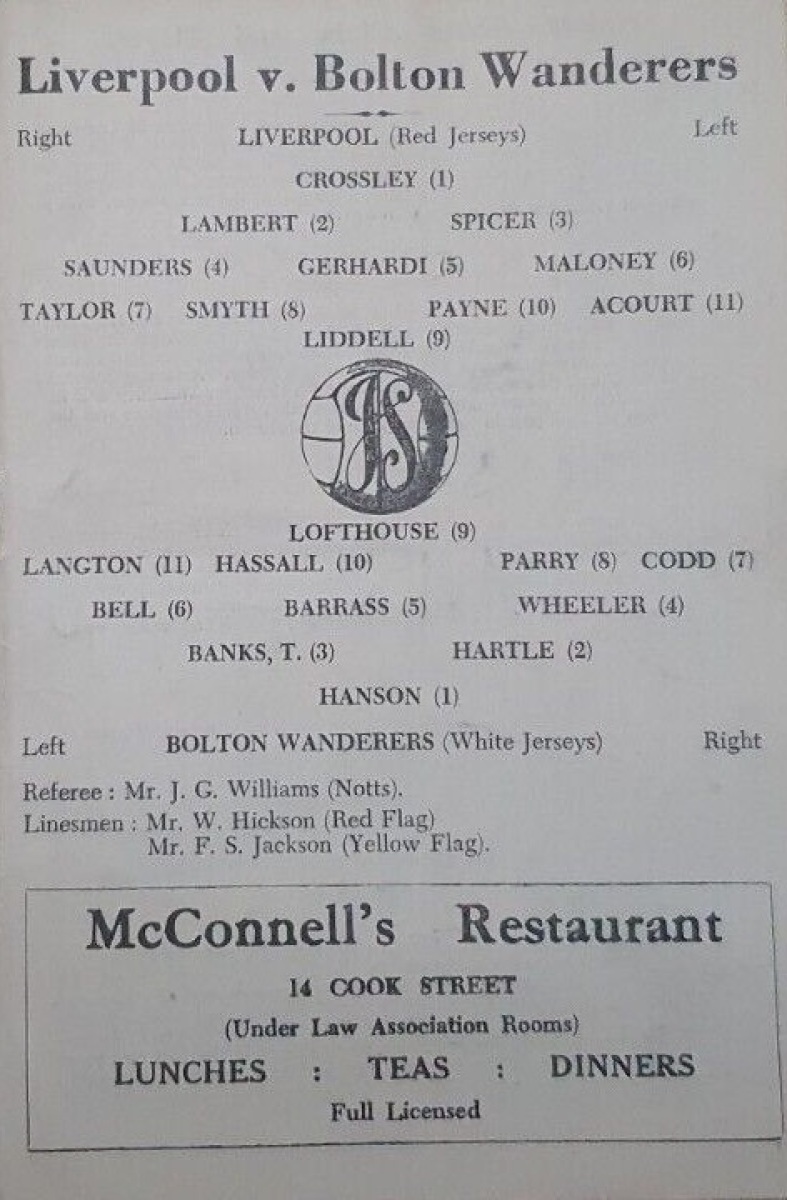 Liverpool v. Bolton Wanderers
Right LIVERPOOL (Red Jerseys) Left
CROSSLEY (1)
LAMBERT (2) SPICER (3)
SAUNDERS (4) GERHARDI (5) MALONEY (6)
TAYLOR (7) SMYTH (8) PAYNE (10) ACOURT (11)
LIDDELL (9)
LOFTHOUSE (9)
LANGTON (11) HASSALL (10) PARRY (8) CODD (7)
BELL (6) BARRASS (5) WHEELER (4)
BANKS, T. (3) HARTLE (2)
HANSON (1)
Left BOLTON WANDERERS (White Jerseys) Right
Referee : Mr. J. G. Williams (Notts).
Linesmen : Mr. W. Hickson (Red Flag)
Mr. F. S. Jackson (Yellow Flag).
McConnell's Restaurant
14 COOK STREET
(Under Law Association Rooms)
LUNCHES : TEAS : DINNERS
Full Licensed